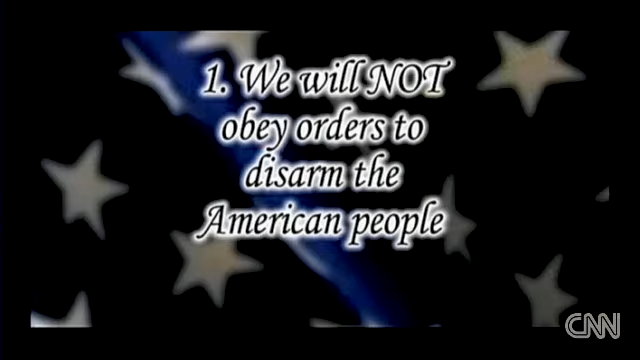 1. We will NOT
obey orders to
disarm the
American people
CNN